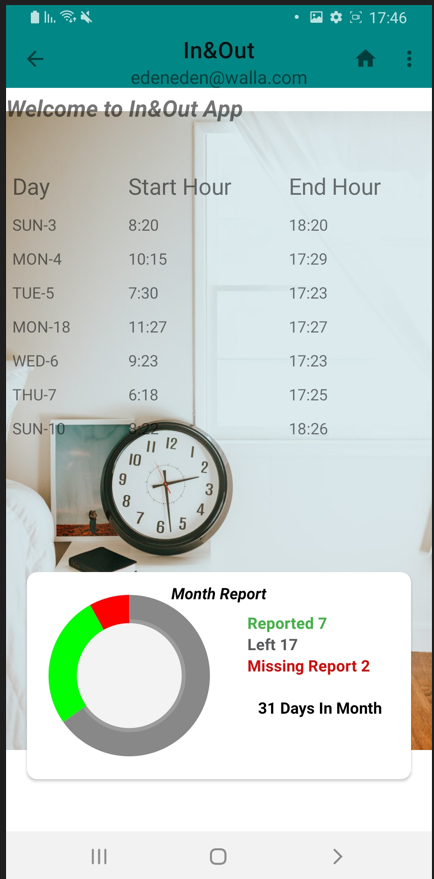 17:46
In&Out
edeneden@walla.com
Welcome to In&Out App
Day Start Hour End Hour
SUN-3 8:20 18:20
MON-4 10:15 17:29
TUE-5 7:30 17:23
MON-18 11:27 17:27
WED-6 9:23 17:23
THU-7 6:18 17:25
SUN-10 8:22 18:26
12
1
2
3
4
5
6
7
8
9
10
11
Month Report
Reported 7
Left 17
Missing Report 2
31 Days In Month